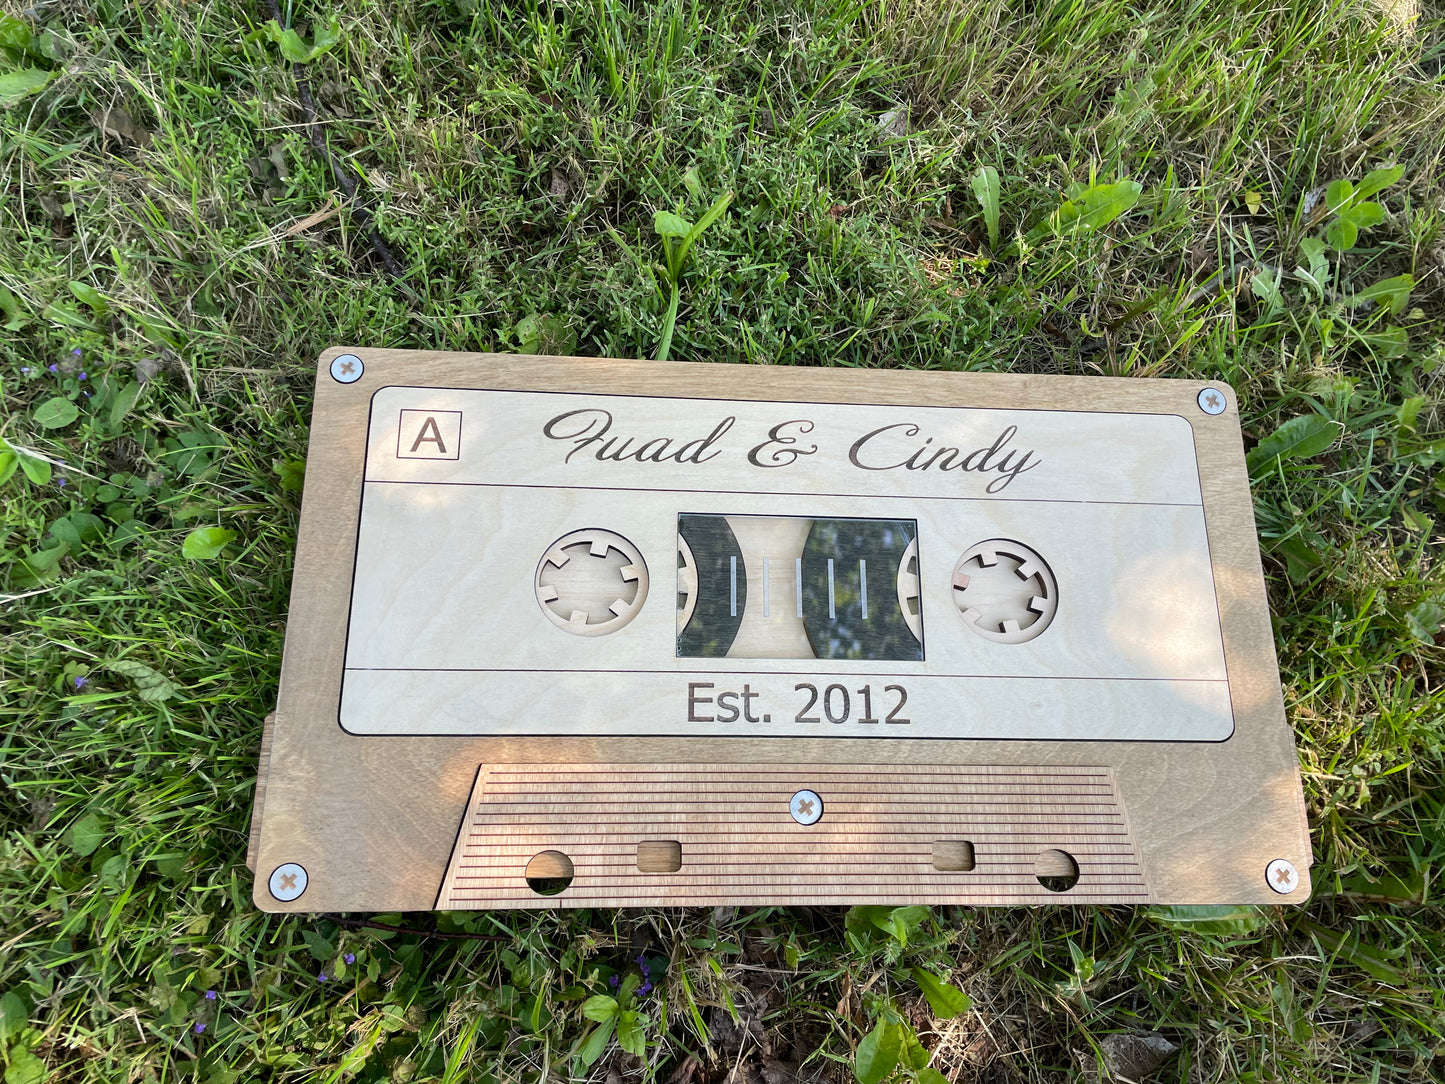 A
Fuad & Cindy
Est. 2012